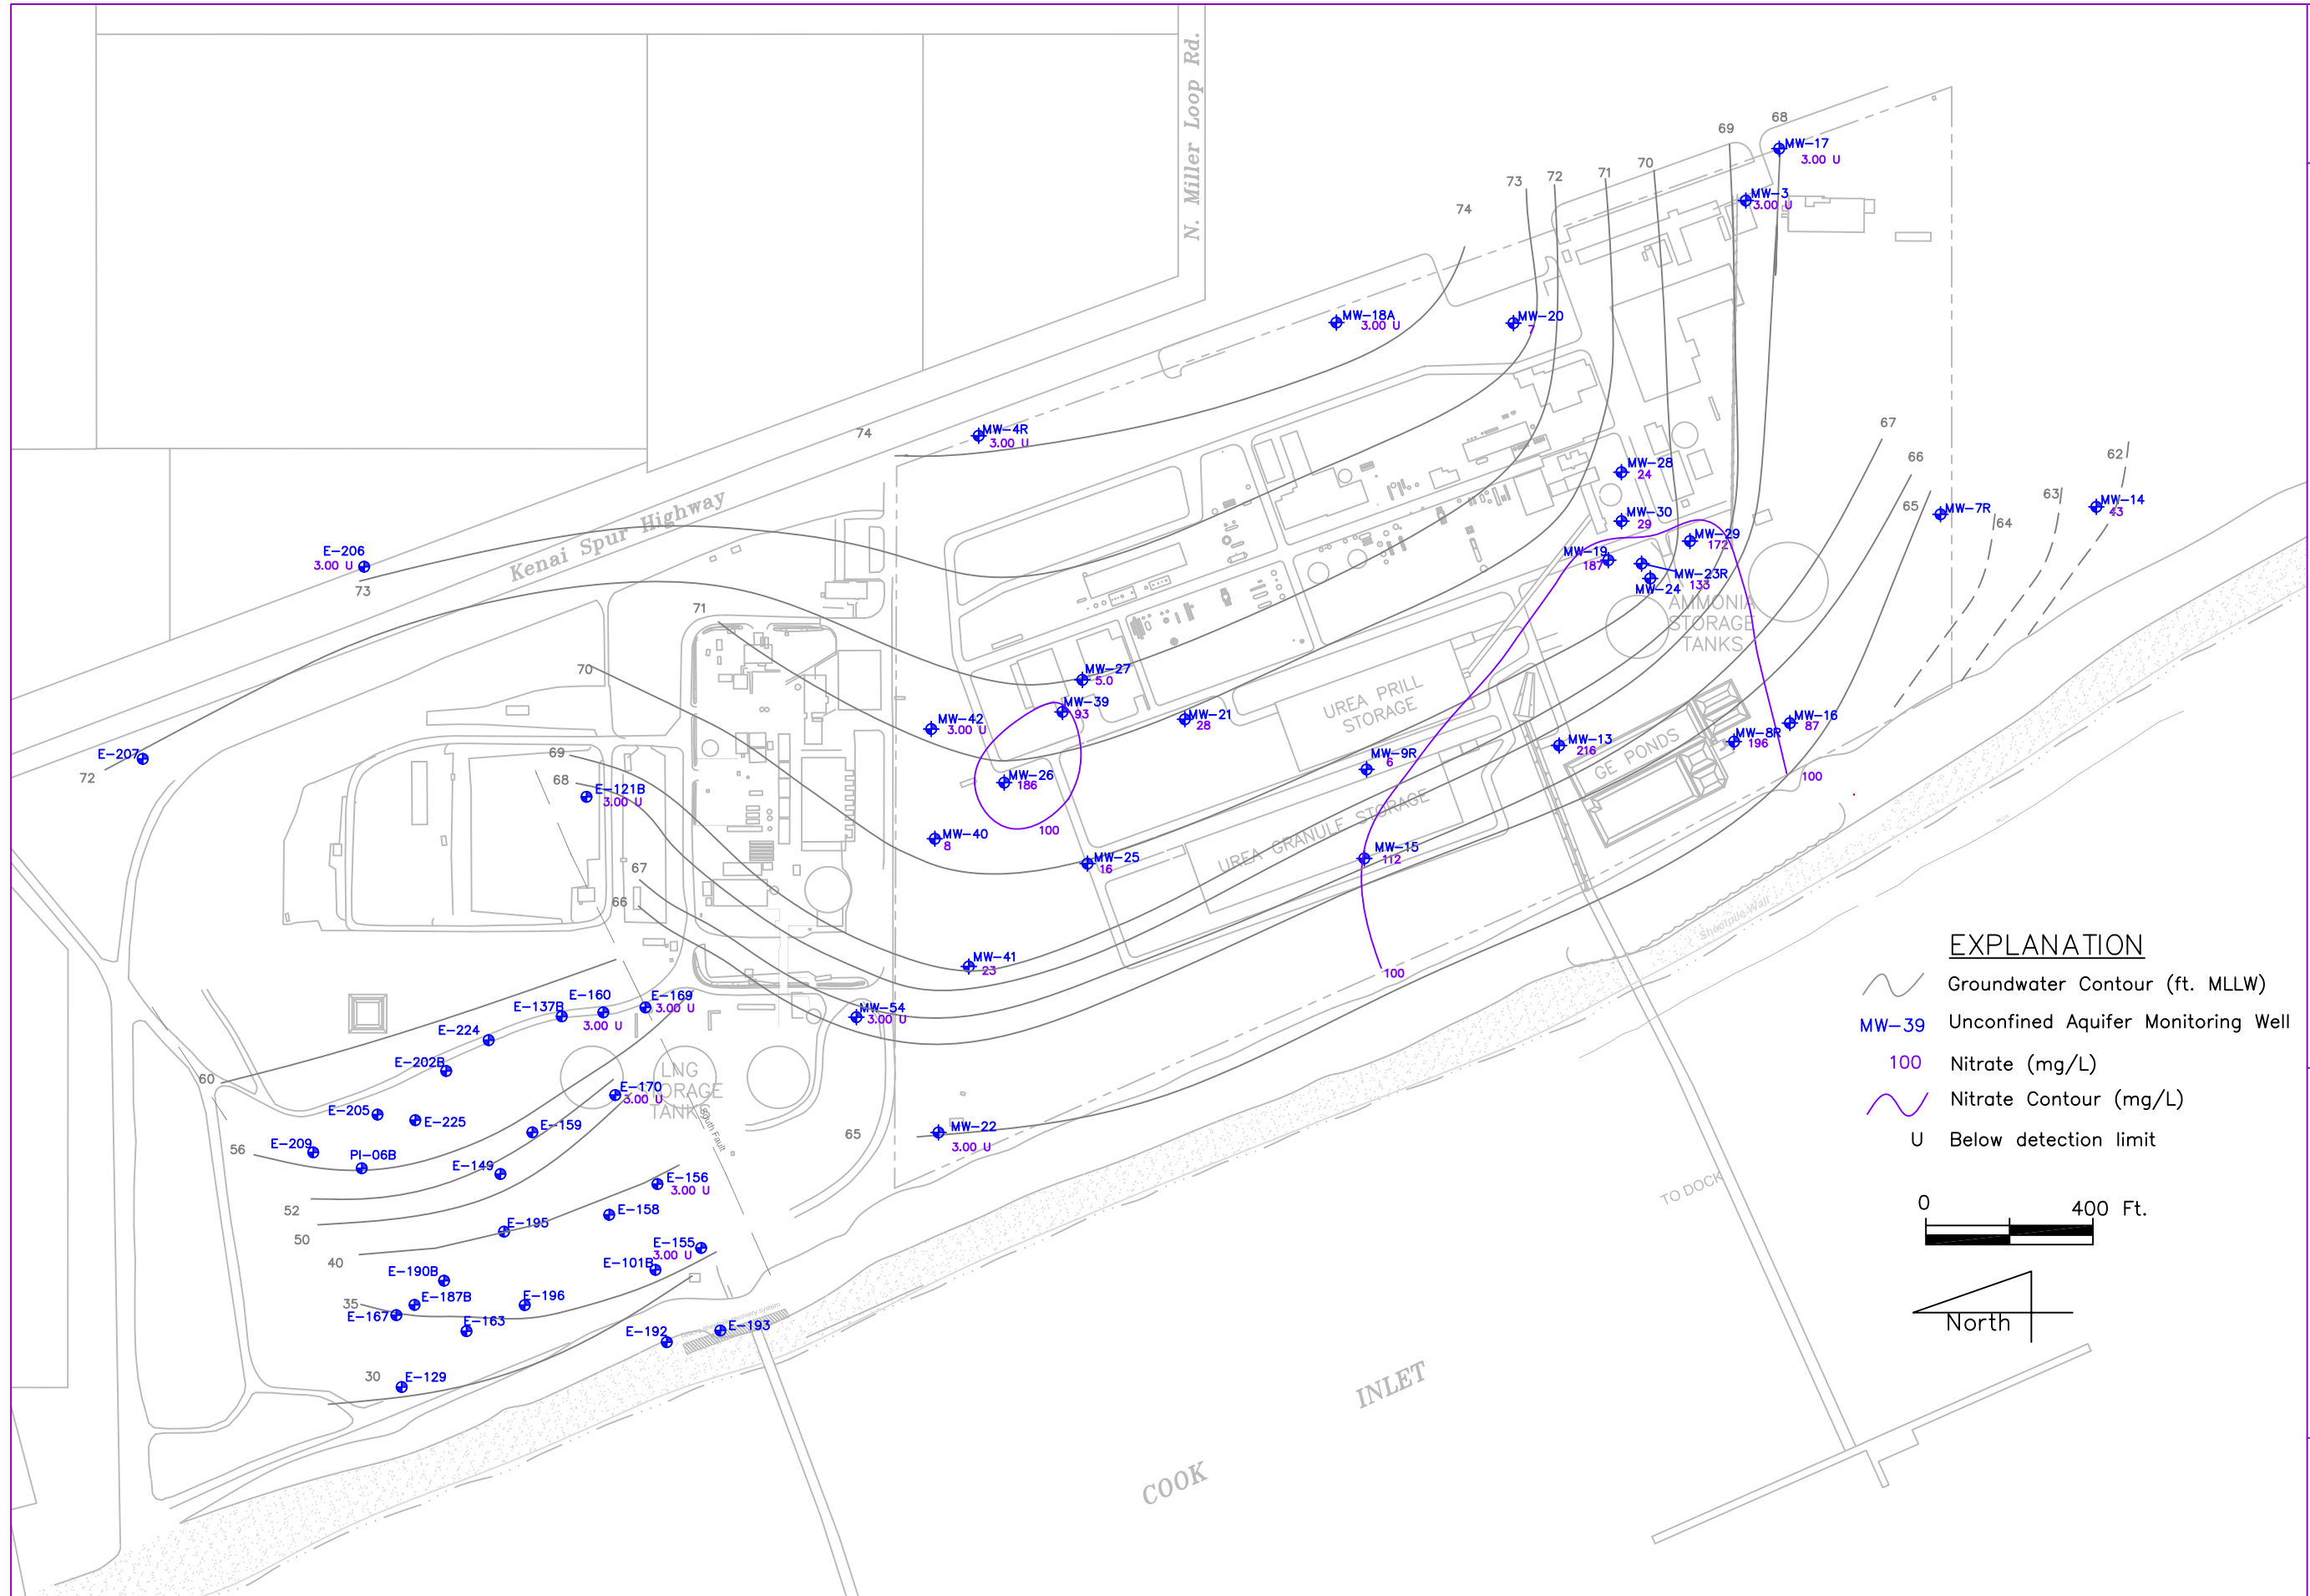 N. Miller Loop Rd.
Kenai Spur Highway
68
69
MW-17
3.00 U
70
71
72
73
MW-3
3.00 U
74
MW-18A
3.00 U
MW-20
7
74
MW-4R
3.00 U
67
66
65
62
63
64
MW-28
24
MW-7R
MW-14
43
MW-30
29
MW-29
172
MW-19
187
MW-23R
133
MW-24
E-206
3.00 U
73
71
70
AMMONIA
STORAGE
TANKS
MW-27
5.0
MW-39
93
MW-42
3.00 U
MW-21
28
UREA PRILL
STORAGE
MW-16
87
MW-8R
196
MW-13
216
GE PONDS
100
E-207
72
69
68
E-121B
3.00 U
MW-26
186
MW-9R
6
100
MW-40
8
MW-25
16
UREA GRANULE STORAGE
MW-15
112
67
66
MW-41
23
100
Sheetpile Wall
EXPLANATION
Groundwater Contour (ft. MLLW)
MW-39 Unconfined Aquifer Monitoring Well
100 Nitrate (mg/L)
Nitrate Contour (mg/L)
U Below detection limit
0 400 Ft.
North
E-137B
E-160
3.00 U
E-169
3.00 U
MW-54
3.00 U
E-224
E-202B
60
LNG
STORAGE
TANKS
E-170
3.00 U
E-205
E-225
E-159
South Fault
65
MW-22
3.00 U
56
E-209
PI-06B
E-149
52
E-156
3.00 U
TO DOCK
E-158
50
E-195
40
E-155
3.00 U
E-101B
E-190B
35
E-187B
E-196
E-167
E-163
E-192
E-193
30
E-129
COOK
INLET